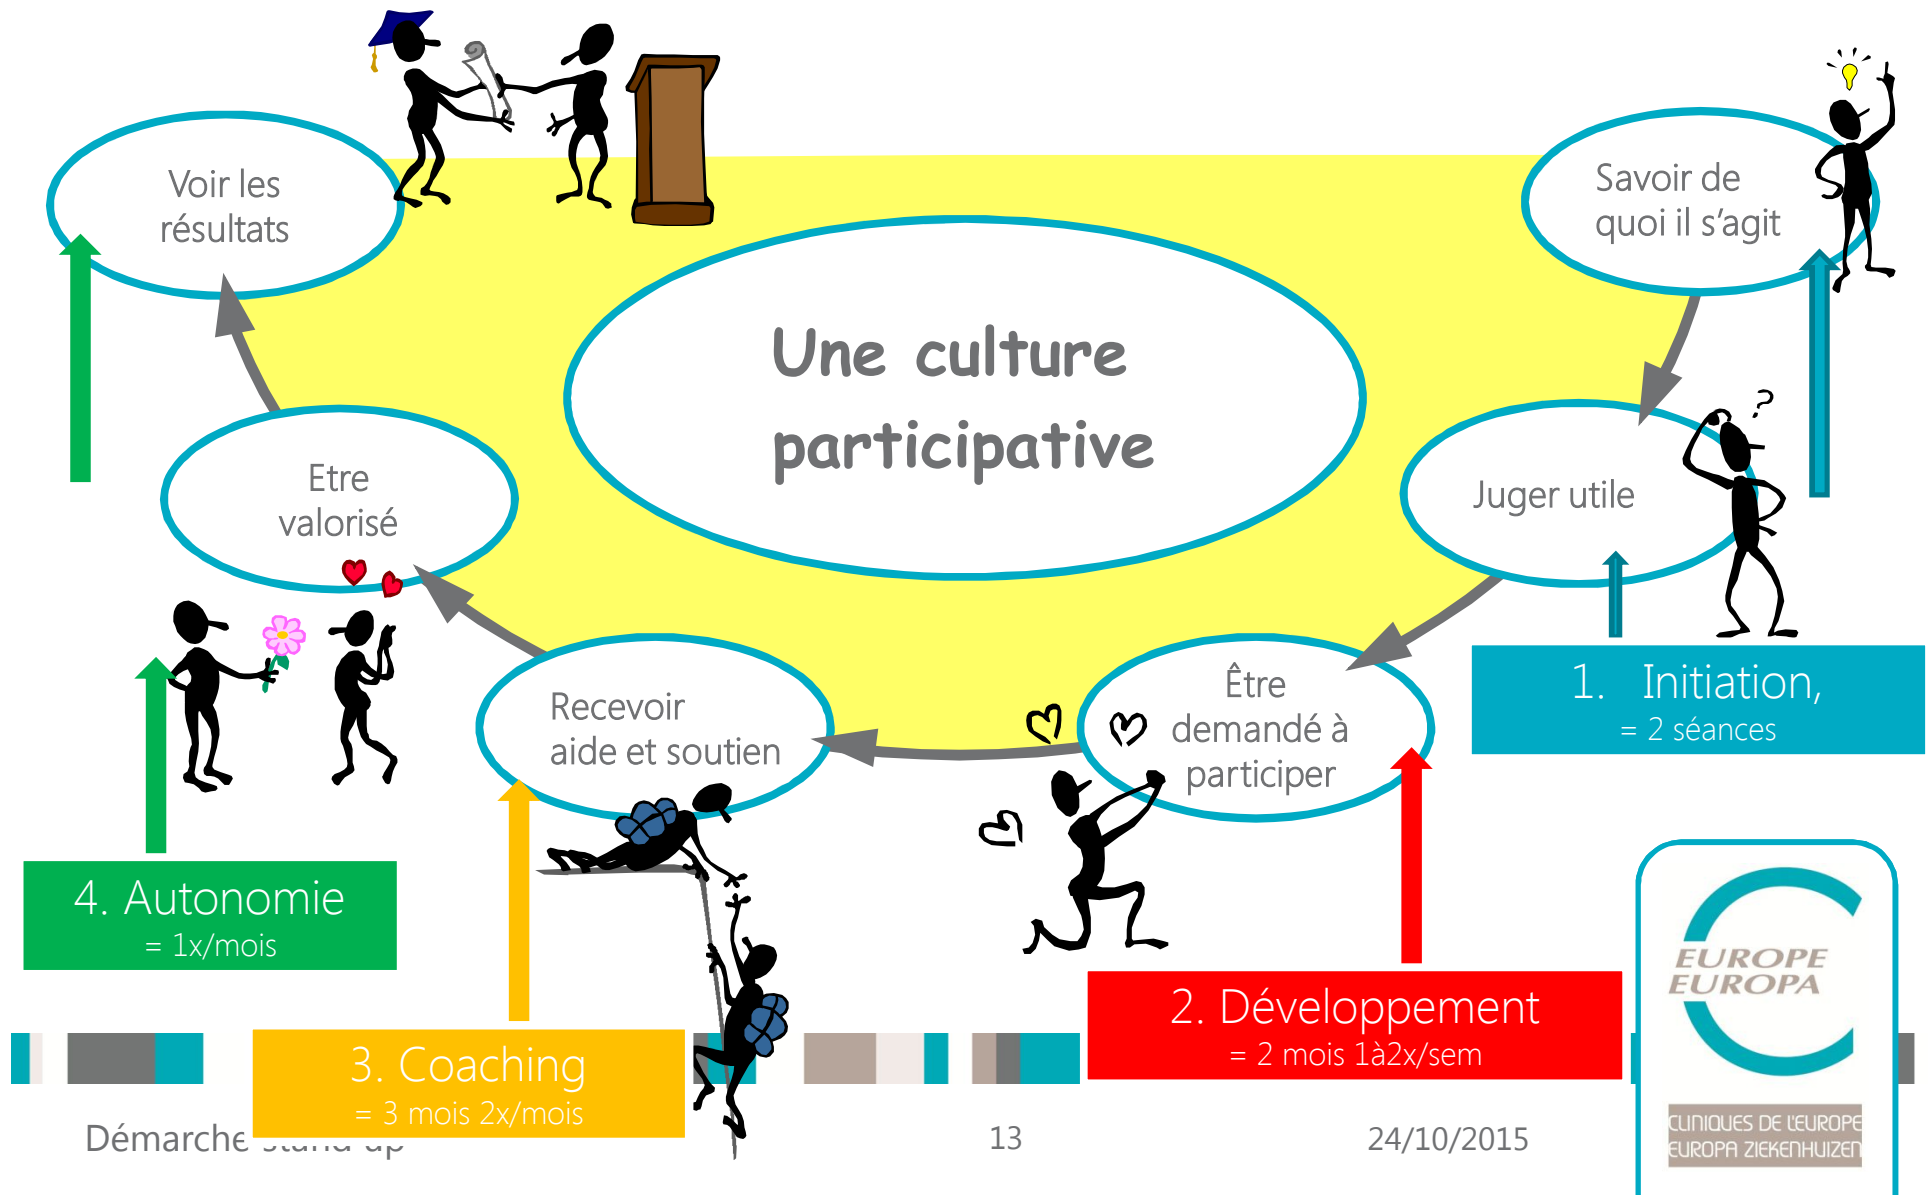 Voir les
résultats
Savoir de
quoi il s’agit
Une culture
participative
Etre
valorisé
?
Juger utile
Recevoir
aide et soutien
Être
demandé à
participer
1. Initiation,
= 2 séances
4. Autonomie
= 1x/mois
2. Développement
= 2 mois 1à2x/sem
3. Coaching
= 3 mois 2x/mois
EUROPE
EUROPA
CLINIQUES DE L'EUROPE
EUROPA ZIEKENHUIZEN
Démarche stand up
13
24/10/2015